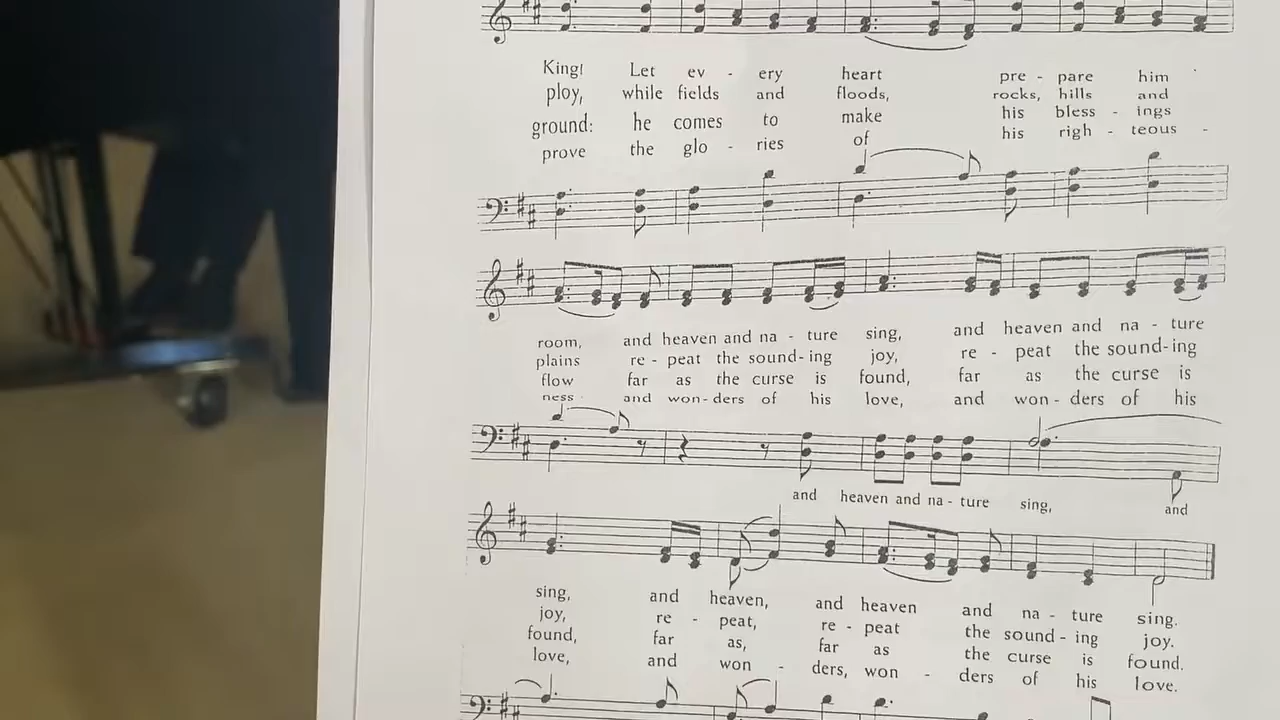 King! Let ev - ery heart pre - pare him
ploy, while fields and floods, rocks, hills and
ground: he comes to make his bless - ings
prove the glo - ries of his righ - teous -
room, and heaven and na - ture sing, and heaven and na - ture
plains re - peat the sound- ing joy, re - peat the sound-ing
flow far as the curse is found, far as the curse is
ness and won- ders of his love, and won - ders of his
and heaven and na - ture sing, and
sing, and heaven, and heaven and na - ture sing.
joy, re - peat, re - peat the sound - ing joy.
found, far as, far as the curse is found.
love, and won - ders, won - ders of his love.